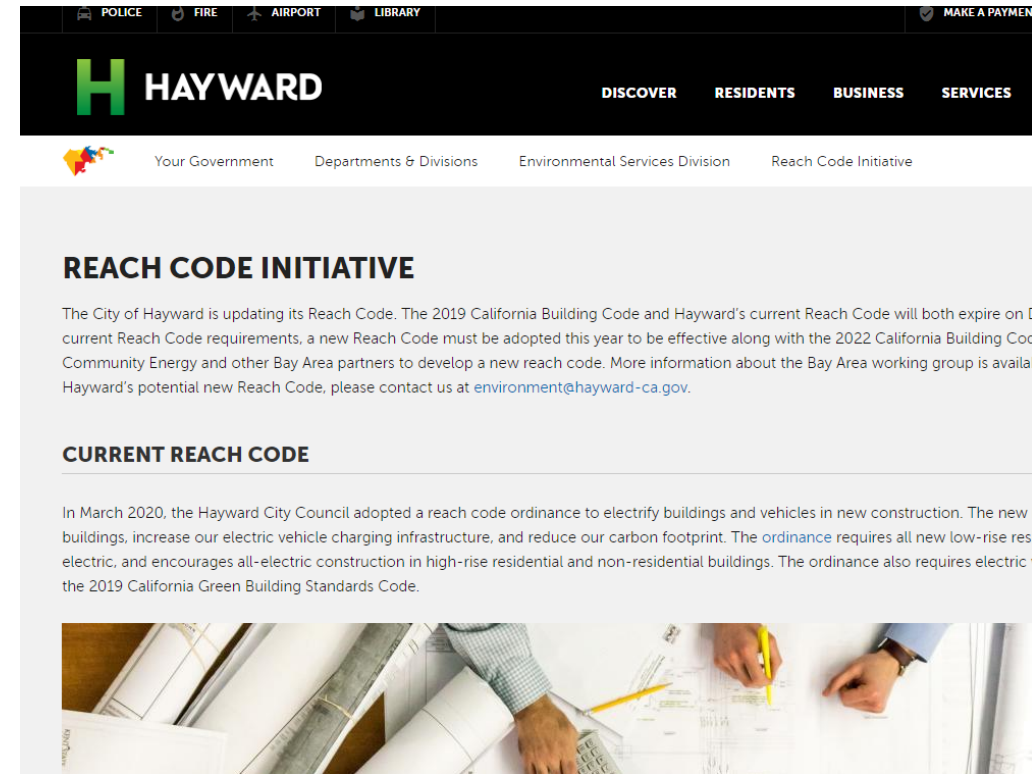 POLICE FIRE AIRPORT LIBRARY MAKE A PAYMEN
H HAYWARD DISCOVER RESIDENTS BUSINESS SERVICES
Your Government Departments & Divisions Environmental Services Division Reach Code Initiative
REACH CODE INITIATIVE
The City of Hayward is updating its Reach Code. The 2019 California Building Code and Hayward's current Reach Code will both expire on D
current Reach Code requirements, a new Reach Code must be adopted this year to be effective along with the 2022 California Building Cod
Community Energy and other Bay Area partners to develop a new reach code. More information about the Bay Area working group is availa
Hayward's potential new Reach Code, please contact us at environment@hayward-ca.gov.
CURRENT REACH CODE
In March 2020, the Hayward City Council adopted a reach code ordinance to electrify buildings and vehicles in new construction. The new
buildings, increase our electric vehicle charging infrastructure, and reduce our carbon footprint. The ordinance requires all new low-rise res
electric, and encourages all-electric construction in high-rise residential and non-residential buildings. The ordinance also requires electric
the 2019 California Green Building Standards Code.